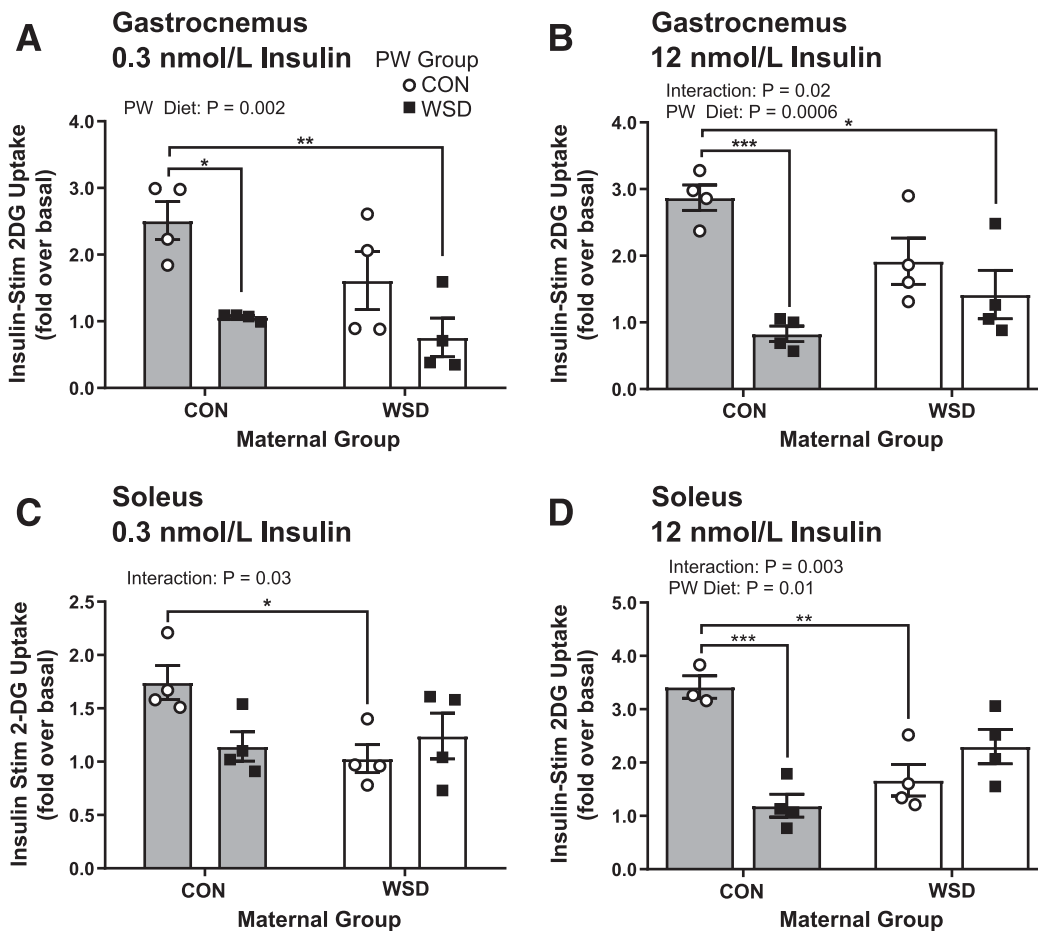 A
Gastrocnemus
0.3 nmol/L Insulin
PW Group
CON
WSD
PW Diet: P = 0.002
Insulin-Stim 2DG Uptake
(fold over basal)
4.0
3.0
2.0
1.0
0.0
*
**
CON
WSD
Maternal Group
B
Gastrocnemus
12 nmol/L Insulin
Interaction: P = 0.02
PW Diet: P = 0.0006
Insulin-Stim 2DG Uptake
(fold over basal)
4.0
3.0
2.0
1.0
0.0
*
***
CON
WSD
Maternal Group
C
Soleus
0.3 nmol/L Insulin
Interaction: P = 0.03
Insulin Stim 2-DG Uptake
(fold over basal)
2.5
2.0
1.5
1.0
0.5
0.0
*
CON
WSD
Maternal Group
D
Soleus
12 nmol/L Insulin
Interaction: P = 0.003
PW Diet: P = 0.01
Insulin-Stim 2DG Uptake
(fold over basal)
5.0
4.0
3.0
2.0
1.0
0.0
**
***
CON
WSD
Maternal Group